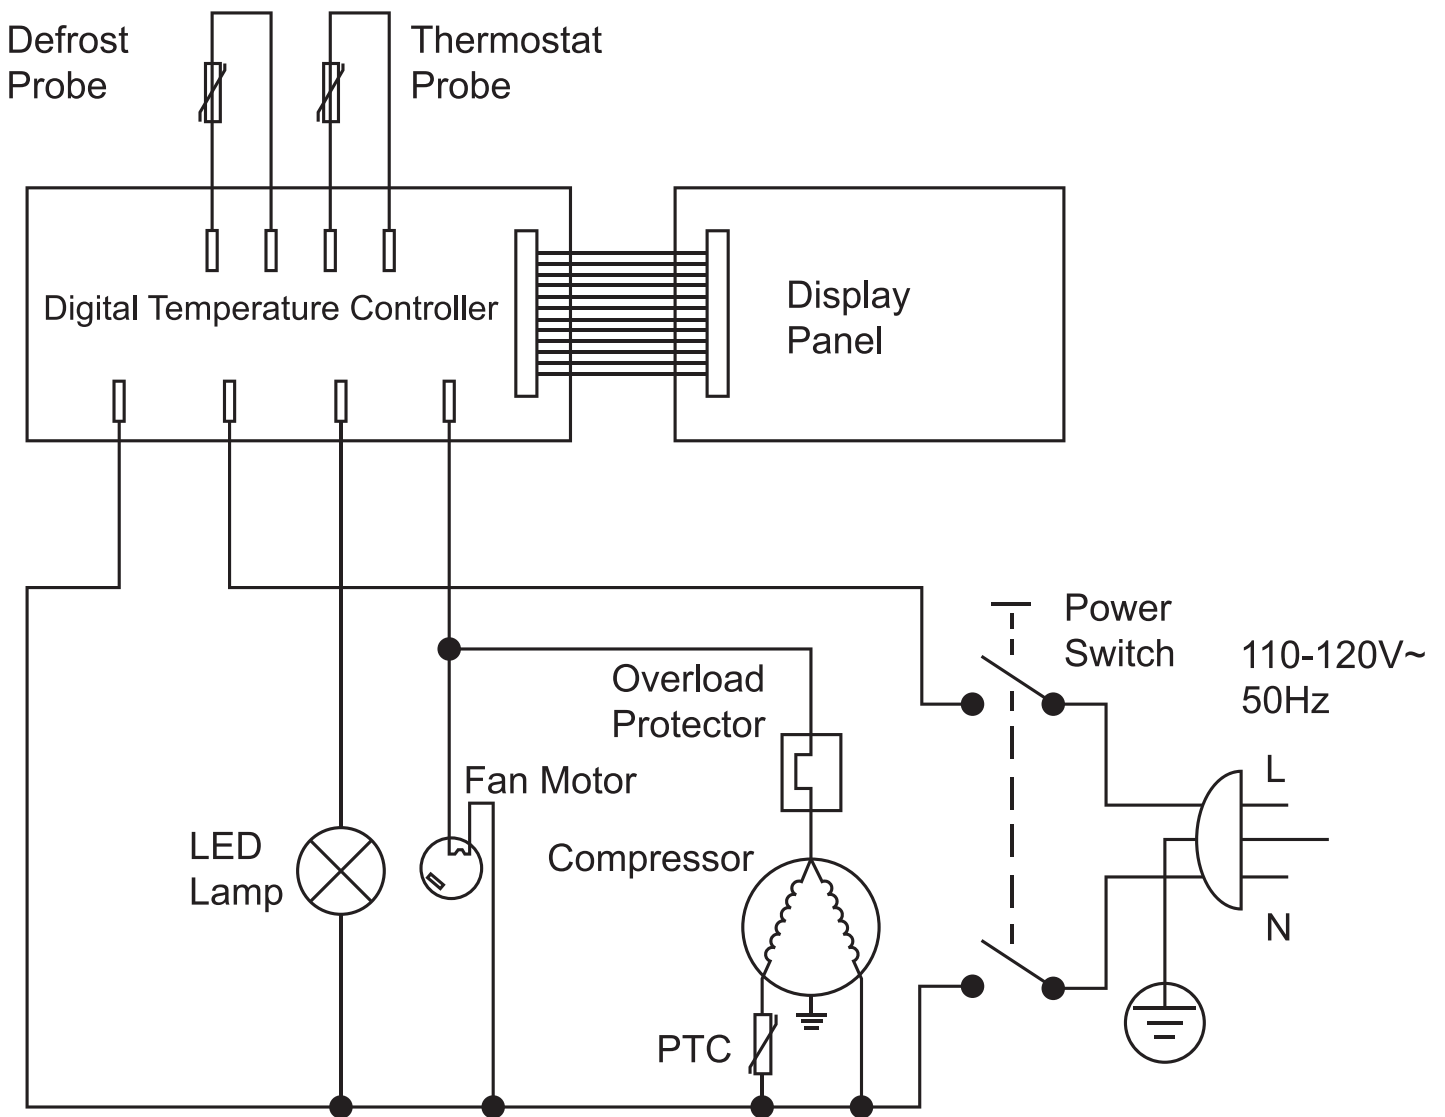 Defrost
Probe
Thermostat
Probe
Digital Temperature Controller
Display
Panel
Power
Switch
110-120V~
50Hz
Overload
Protector
L
Fan Motor
LED
Lamp
Compressor
N
PTC